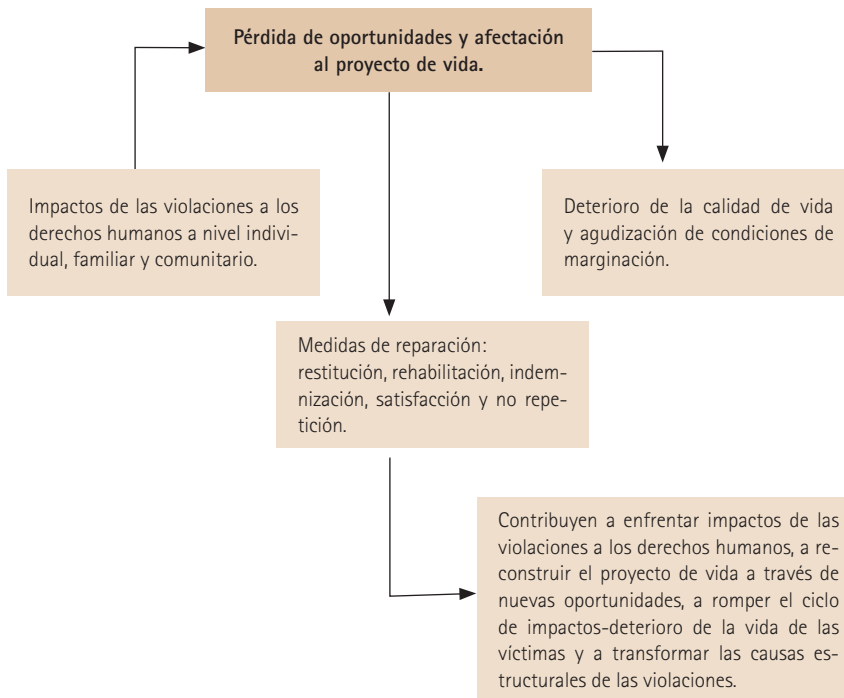 Pérdida de oportunidades y afectación
al proyecto de vida.
Impactos de las violaciones a los
derechos humanos a nivel indivi-
dual, familiar y comunitario.
Deterioro de la calidad de vida
y agudización de condiciones de
marginación.
Medidas de reparación:
restitución, rehabilitación, indem-
nización, satisfacción y no repe-
tición.
Contribuyen a enfrentar impactos de las
violaciones a los derechos humanos, a re-
construir el proyecto de vida a través de
nuevas oportunidades, a romper el ciclo
de impactos-deterioro de la vida de las
víctimas y a transformar las causas es-
tructurales de las violaciones.